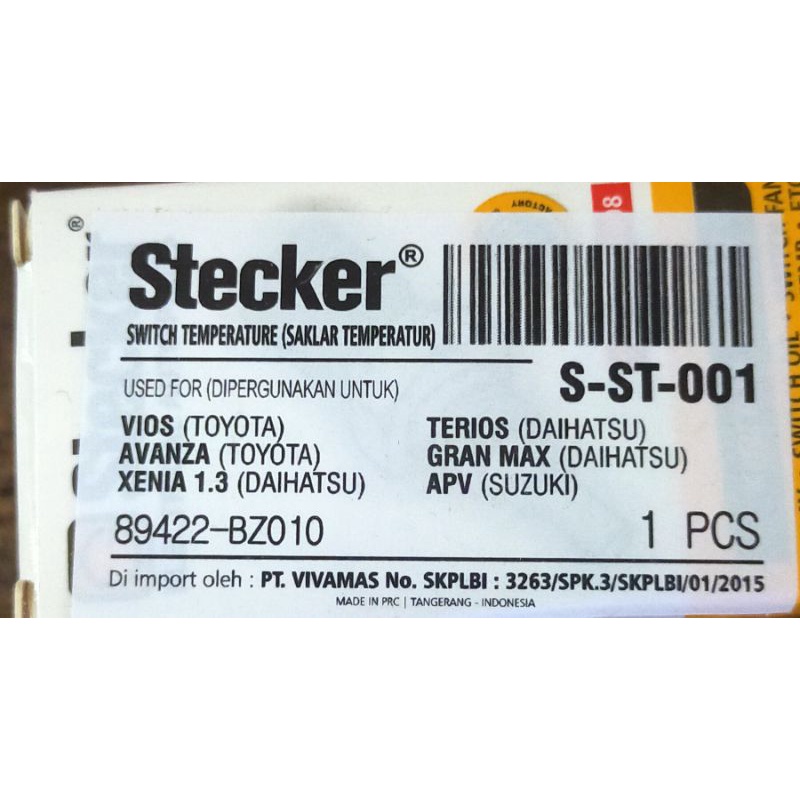 Stecker®
SWITCH TEMPERATURE (SAKLAR TEMPERATUR)
S-ST-001
USED FOR (DIPERGUNAKAN UNTUK)
VIOS (TOYOTA)
AVANZA (TOYOTA)
XENIA 1.3 (DAIHATSU)
TERIOS (DAIHATSU)
GRAN MAX (DAIHATSU)
APV (SUZUKI)
89422-BZ010
1 PCS
Di import oleh : PT. VIVAMAS No. SKPLBI : 3263/SPK.3/SKPLBI/01/2015
MADE IN PRC | TANGERANG - INDONESIA
®
FACTORY